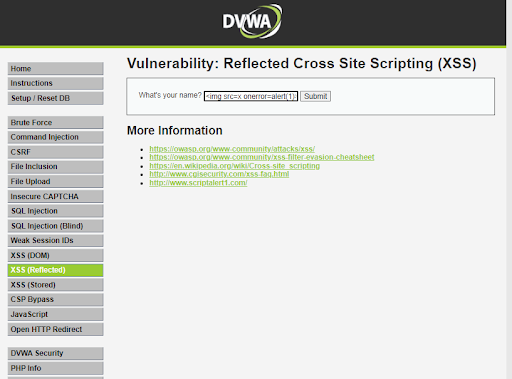 DVWA
Vulnerability: Reflected Cross Site Scripting (XSS)
Home
Instructions
Setup / Reset DB
Brute Force
Command Injection
CSRF
File Inclusion
File Upload
Insecure CAPTCHA
SQL Injection
SQL Injection (Blind)
Weak Session IDs
XSS (DOM)
XSS (Reflected)
XSS (Stored)
CSP Bypass
JavaScript
Open HTTP Redirect
DVWA Security
PHP Info
What's your name? <img src=x onerror=alert(1)> Submit
More Information
https://owasp.org/www-community/attacks/xss/
https://owasp.org/www-community/xss-filter-evasion-cheatsheet
https://en.wikipedia.org/wiki/Cross-site_scripting
http://www.cgisecurity.com/xss-faq.html
http://www.scriptalert1.com/